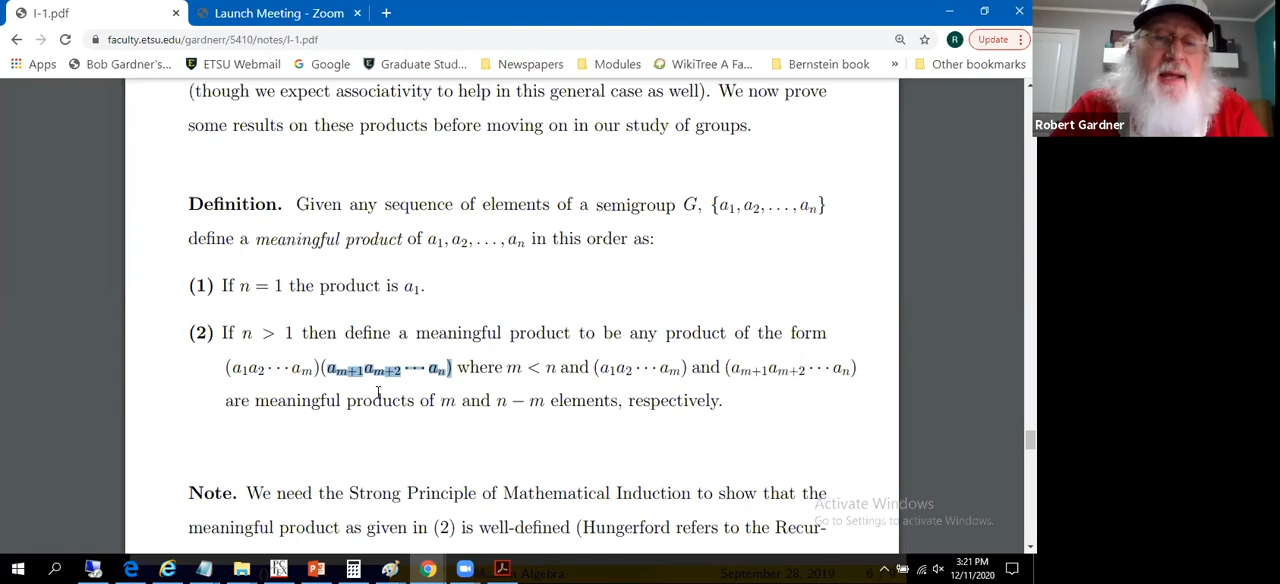 I-1.pdf
Launch Meeting - Zoom
faculty.etsu.edu/gardnerr/5410/notes/I-1.pdf
R
Update
Apps
Bob Gardner's...
ETSU Webmail
Google
Graduate Stud...
Newspapers
Modules
WikiTree A Fa...
Bernstein book
»
Other bookmarks
(though we expect associativity to help in this general case as well). We now prove
some results on these products before moving on in our study of groups.
Definition. Given any sequence of elements of a semigroup G, {a₁, a₂, . . . , aₙ}
define a meaningful product of a₁, a₂, . . . , aₙ in this order as:
(1) If n = 1 the product is a₁.
(2) If n > 1 then define a meaningful product to be any product of the form
(a₁a₂ · · · aₘ)(aₘ₊₁aₘ₊₂ · · · aₙ) where m < n and (a₁a₂ · · · aₘ) and (aₘ₊₁aₘ₊₂ · · · aₙ)
are meaningful products of m and n − m elements, respectively.
Note. We need the Strong Principle of Mathematical Induction to show that the
meaningful product as given in (2) is well-defined (Hungerford refers to the Recur-
Robert Gardner
Activate Windows
Go to Settings to activate Windows.
Algebra
September 28, 2019
3:21 PM
12/11/2020